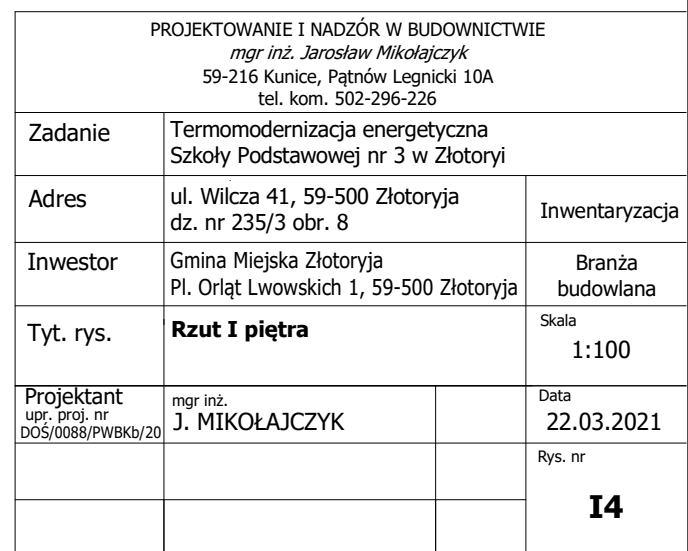 PROJEKTOWANIE I NADZÓR W BUDOWNICTWIE
mgr inż. Jarosław Mikołajczyk
59-216 Kunice, Pątnów Legnicki 10A
tel. kom. 502-296-226
Zadanie
Termomodernizacja energetyczna
Szkoły Podstawowej nr 3 w Złotoryi
Adres
ul. Wilcza 41, 59-500 Złotoryja
dz. nr 235/3 obr. 8
Inwentaryzacja
Inwestor
Gmina Miejska Złotoryja
Pl. Orląt Lwowskich 1, 59-500 Złotoryja
Branża
budowlana
Tyt. rys.
Rzut I piętra
Skala
1:100
Projektant
upr. proj. nr
DOŚ/0088/PWBKb/20
mgr inż.
J. MIKOŁAJCZYK
Data
22.03.2021
Rys. nr
I4